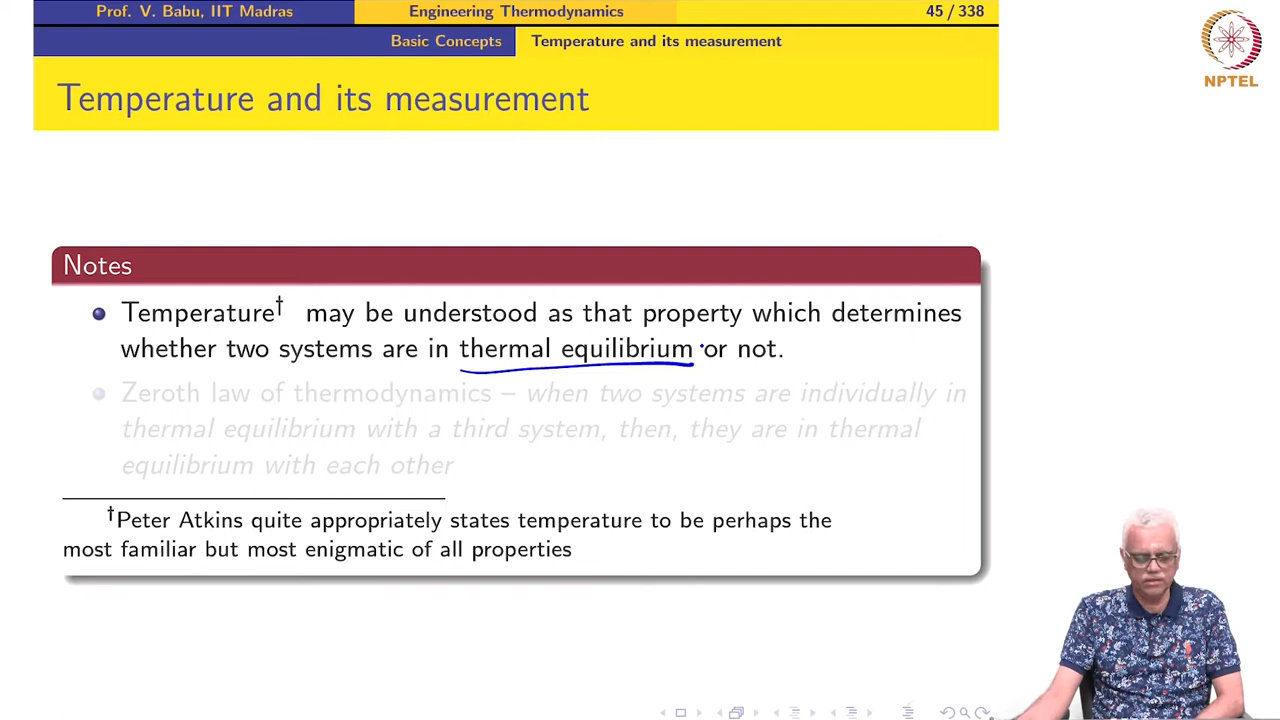 Prof. V. Babu, IIT Madras Engineering Thermodynamics 45 / 338
Basic Concepts Temperature and its measurement
NPTEL
Temperature and its measurement
Notes
Temperature† may be understood as that property which determines
whether two systems are in thermal equilibrium or not.
Zeroth law of thermodynamics – when two systems are individually in
thermal equilibrium with a third system, then, they are in thermal
equilibrium with each other
†Peter Atkins quite appropriately states temperature to be perhaps the
most familiar but most enigmatic of all properties